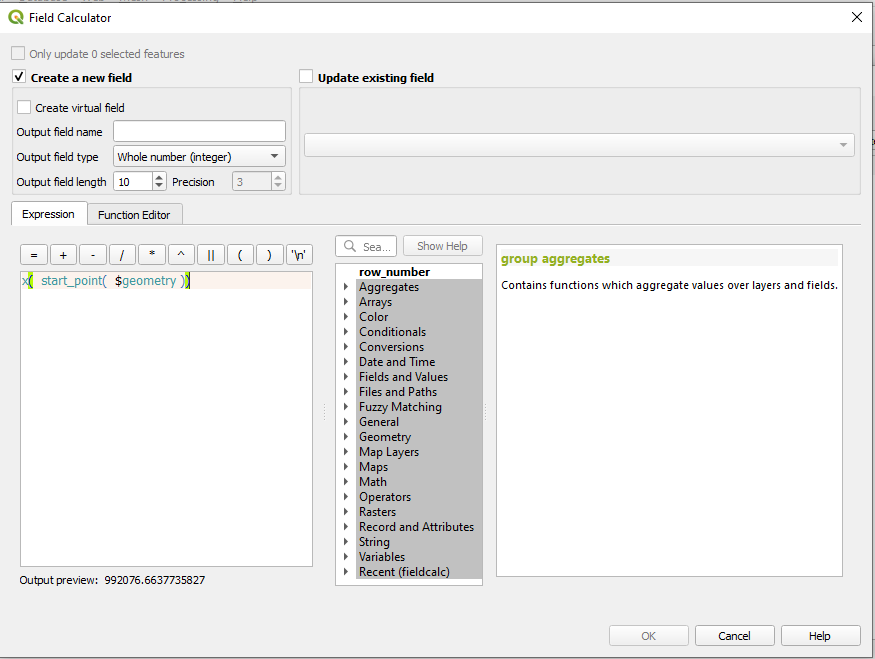 Field Calculator
Only update 0 selected features
Create a new field
Update existing field
Create virtual field
Output field name
Output field type Whole number (integer)
Output field length 10 Precision 3
Expression Function Editor
= + - / * ^ || ( ) '\n'
Sea... Show Help
x( start_point( $geometry ))
row_number
Aggregates
Arrays
Color
Conditionals
Conversions
Date and Time
Fields and Values
Files and Paths
Fuzzy Matching
General
Geometry
Map Layers
Maps
Math
Operators
Rasters
Record and Attributes
String
Variables
Recent (fieldcalc)
group aggregates
Contains functions which aggregate values over layers and fields.
Output preview: 992076.6637735827
OK Cancel Help